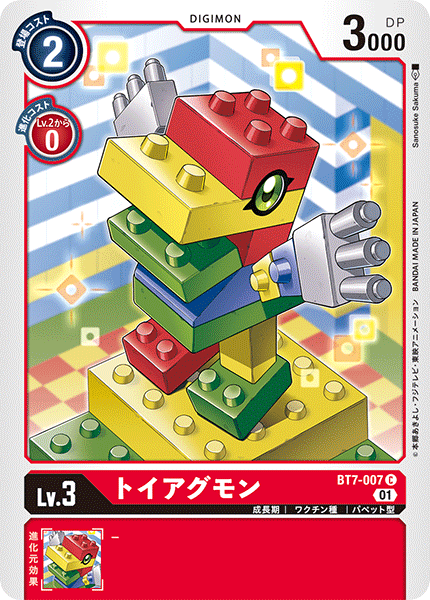 DIGIMON
登場コスト
2
3000
DP
進化コスト
Lv.2から
0
Sanosuke Sakuma
©本郷あきよし・フジテレビ・東映アニメーション BANDAI MADE IN JAPAN
BT7-007 C
Lv.3
トイアグモン
01
成長期 | ワクチン種 | パペット型
進化元効果
−